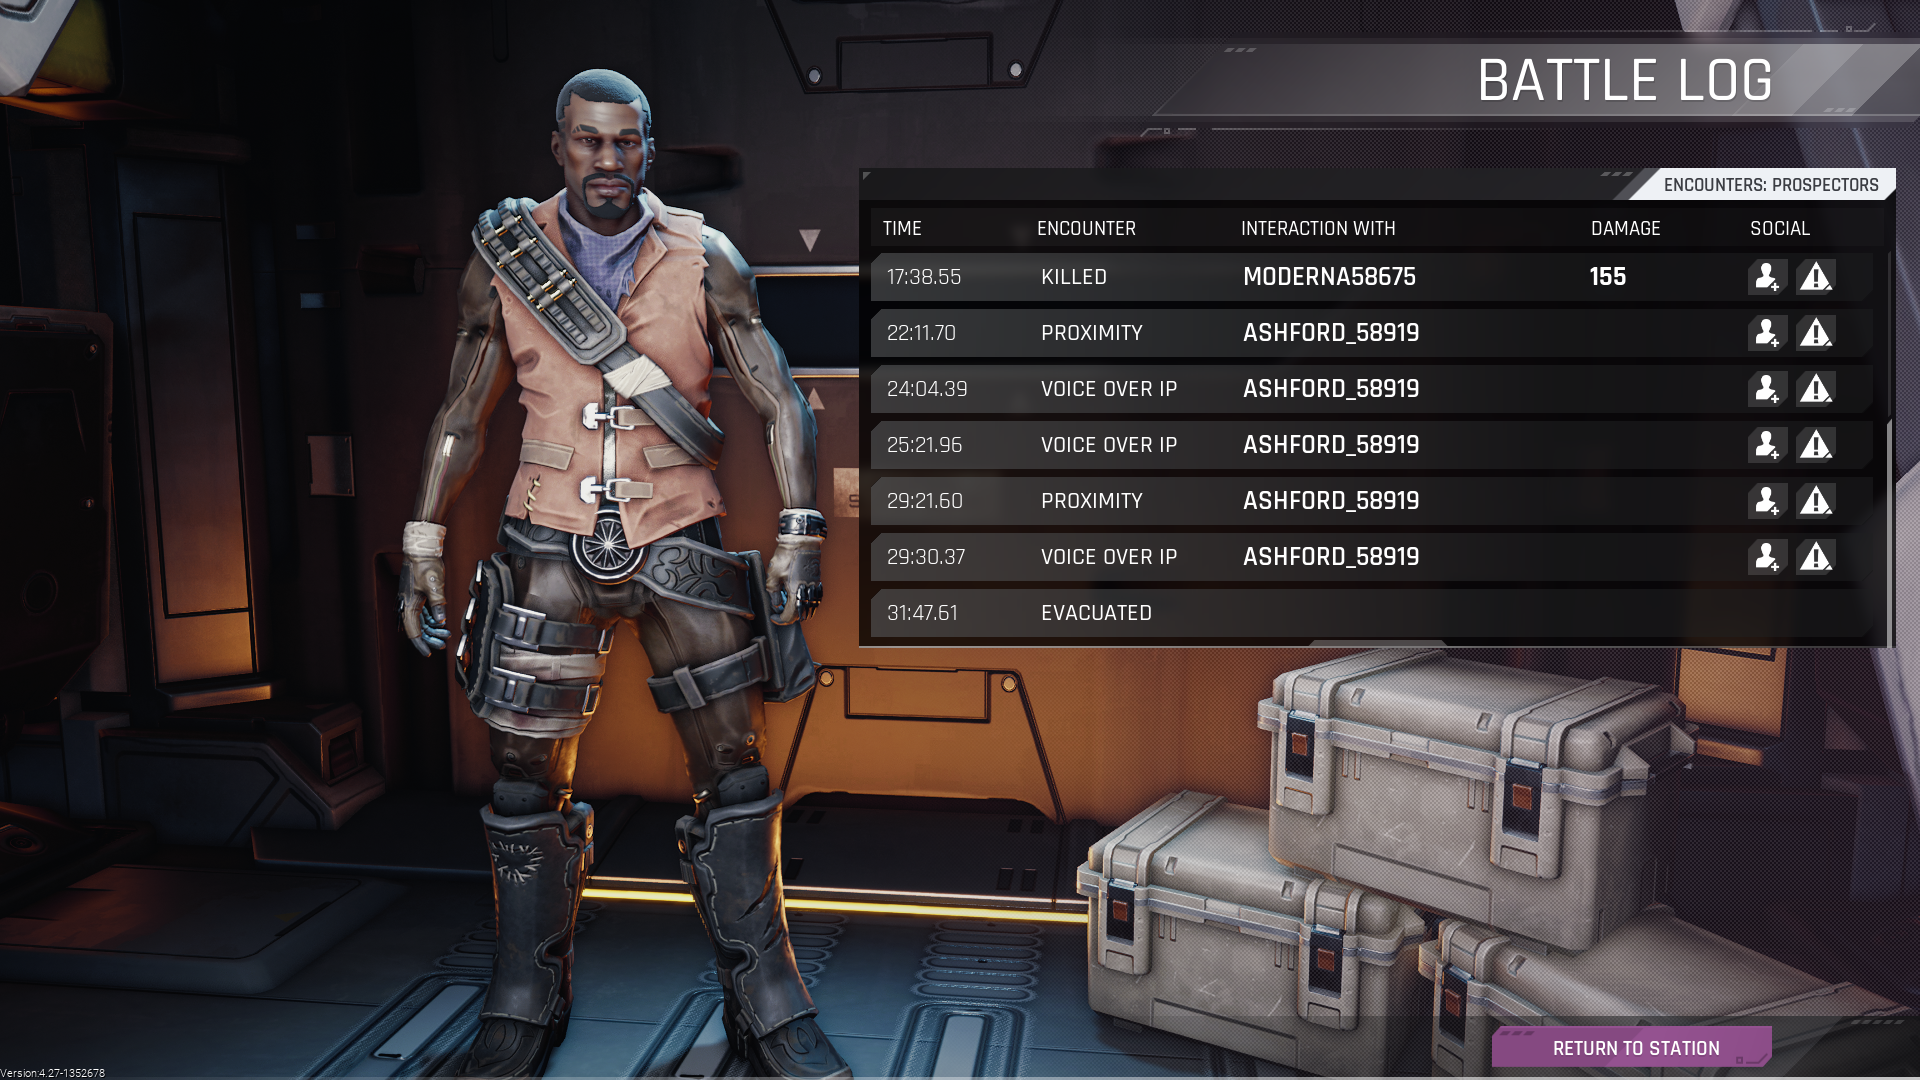 BATTLE LOG
ENCOUNTERS: PROSPECTORS
TIME ENCOUNTER INTERACTION WITH DAMAGE SOCIAL
17:38.55 KILLED MODERNA58675 155
22:11.70 PROXIMITY ASHFORD_58919
24:04.39 VOICE OVER IP ASHFORD_58919
25:21.96 VOICE OVER IP ASHFORD_58919
29:21.60 PROXIMITY ASHFORD_58919
29:30.37 VOICE OVER IP ASHFORD_58919
31:47.61 EVACUATED
RETURN TO STATION
Version:4.27-1352678